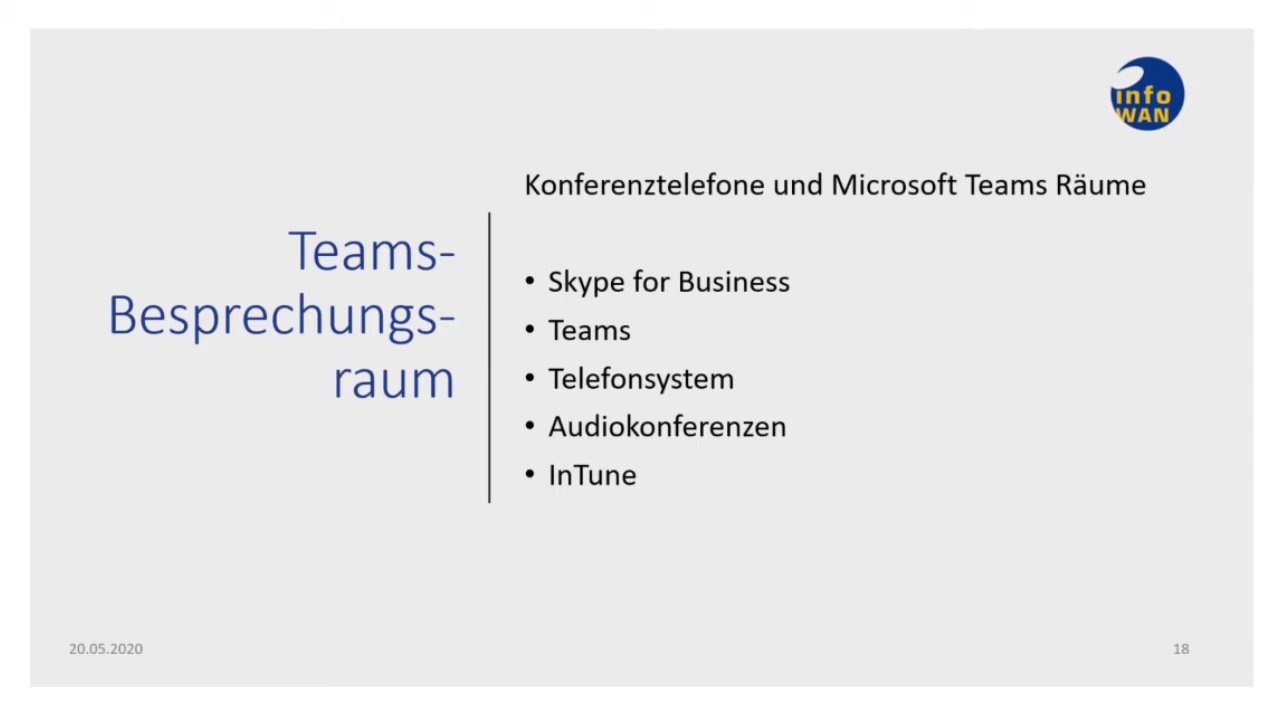 info
WAN
Konferenztelefone und Microsoft Teams Räume
Teams-
Besprechungs-
raum
• Skype for Business
• Teams
• Telefonsystem
• Audiokonferenzen
• InTune
20.05.2020
18